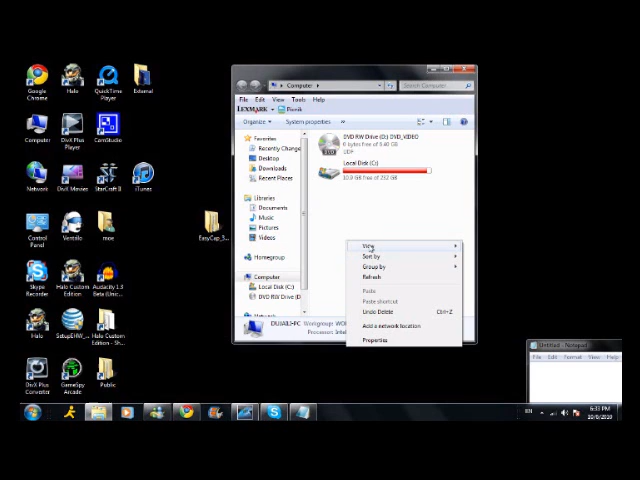 Google
Chrome
Halo
QuickTime
Player
External
Computer
DivX Plus
Player
CamStudio
Network
DivX Movies
StarCraft II
iTunes
Control
Panel
Ventrilo
moe
EasyCap_S...
Skype
Recorder
Halo Custom
Edition
Audacity 1.3
Beta (Unic...
Halo
SetupEHW...
Halo Custom
Edition - Sh...
DivX Plus
Converter
GameSpy
Arcade
Public
Computer
Search Computer
File Edit View Tools Help
LEXMARK
Organize
System properties
»
Favorites
Recently Change
Desktop
Downloads
Recent Places
Libraries
Documents
Music
Pictures
Videos
Homegroup
Computer
Local Disk (C:)
DVD RW Drive (D
DVD RW Drive (D:) DVD_VIDEO
0 bytes free of 5.40 GB
UDF
Local Disk (C:)
10.9 GB free of 232 GB
View
Sort by
Group by
Refresh
Paste
Paste shortcut
Undo Delete Ctrl+Z
Add a network location
Properties
Untitled - Notepad
File Edit Format View Help
EN
6:33 PM